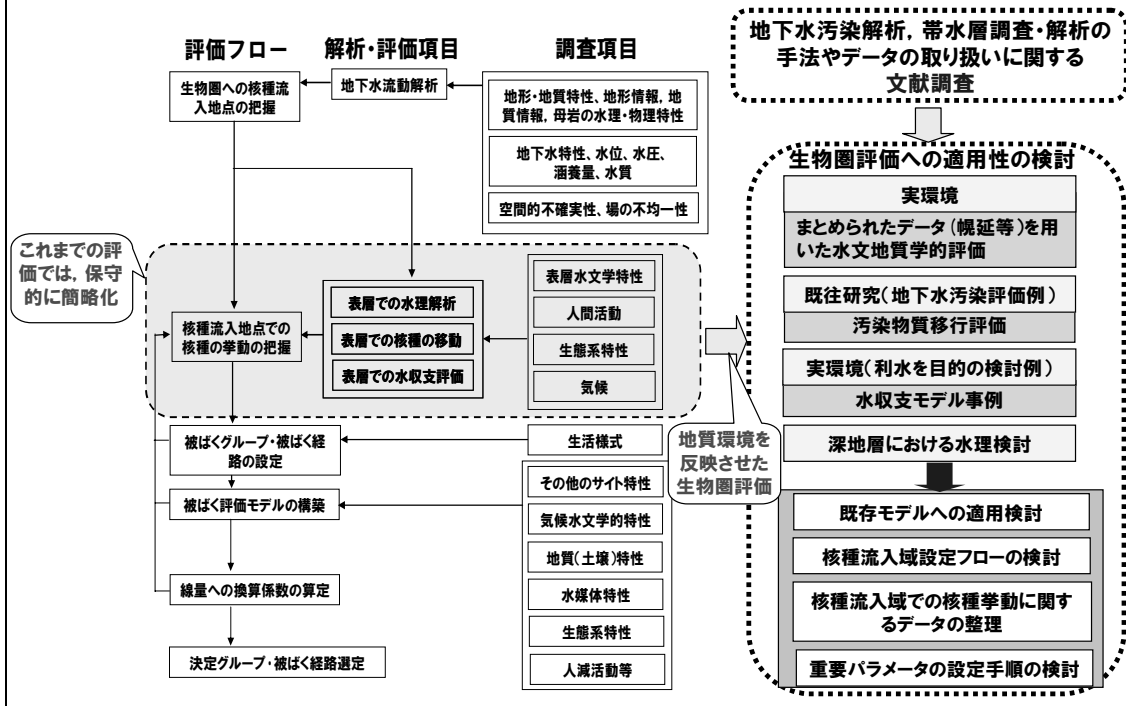 評価フロー
生物圏への核種流
入地点の把握
核種流入地点での
核種の挙動の把握
被ばくグループ・被ばく経
路の設定
被ばく評価モデルの構築
線量への換算係数の算定
決定グループ・被ばく経路選定
これまでの評
価では,保守
的に簡略化
解析・評価項目
地下水流動解析
表層での水理解析
表層での核種の移動
表層での水収支評価
調査項目
地形・地質特性、地形情報,地
質情報,母岩の水理・物理特性
地下水特性、水位、水圧、
涵養量、水質
空間的不確実性、場の不均一性
表層水文学特性
人間活動
生態系特性
気候
生活様式
その他のサイト特性
気候水文学的特性
地質(土壌)特性
水媒体特性
生態系特性
人減活動等
地質環境を
反映させた
生物圏評価
地下水汚染解析,帯水層調査・解析の
手法やデータの取り扱いに関する
文献調査
生物圏評価への適用性の検討
実環境
まとめられたデータ(幌延等)を用
いた水文地質学的評価
既往研究(地下水汚染評価例)
汚染物質移行評価
実環境(利水を目的の検討例)
水収支モデル事例
深地層における水理検討
既存モデルへの適用検討
核種流入域設定フローの検討
核種流入域での核種挙動に関す
るデータの整理
重要パラメータの設定手順の検討